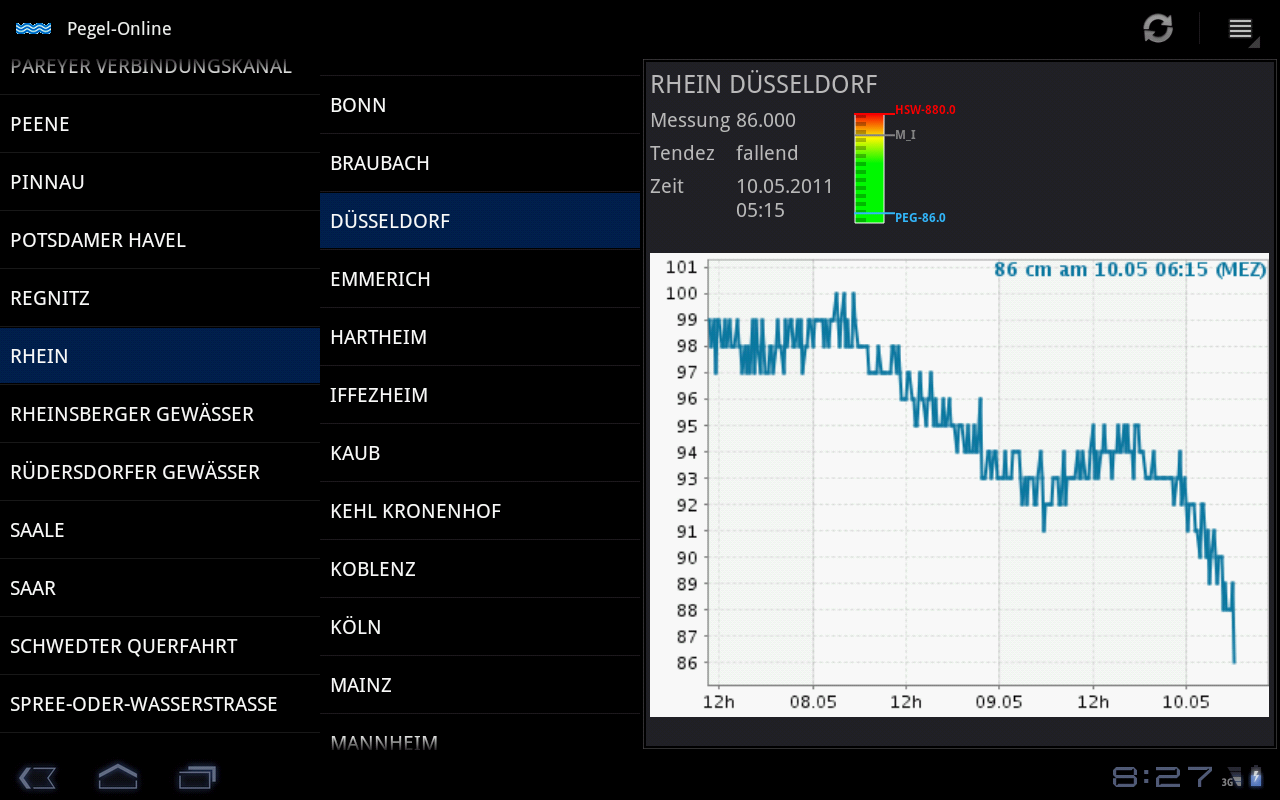 Pegel-Online
PAREYER VERBINDUNGSKANAL
PEENE
PINNAU
POTSDAMER HAVEL
REGNITZ
RHEIN
RHEINSBERGER GEWÄSSER
RÜDERSDORFER GEWÄSSER
SAALE
SAAR
SCHWEDTER QUERFAHRT
SPREE-ODER-WASSERSTRASSE
BONN
BRAUBACH
DÜSSELDORF
EMMERICH
HARTHEIM
IFFEZHEIM
KAUB
KEHL KRONENHOF
KOBLENZ
KÖLN
MAINZ
MANNHEIM
RHEIN DÜSSELDORF
Messung 86.000
Tendez fallend
Zeit 10.05.2011
05:15
HSW-880.0
M_I
PEG-86.0
86 cm am 10.05 06:15 (MEZ)
101
100
99
98
97
96
95
94
93
92
91
90
89
88
87
86
12h 08.05 12h 09.05 12h 10.05
8:27 3G